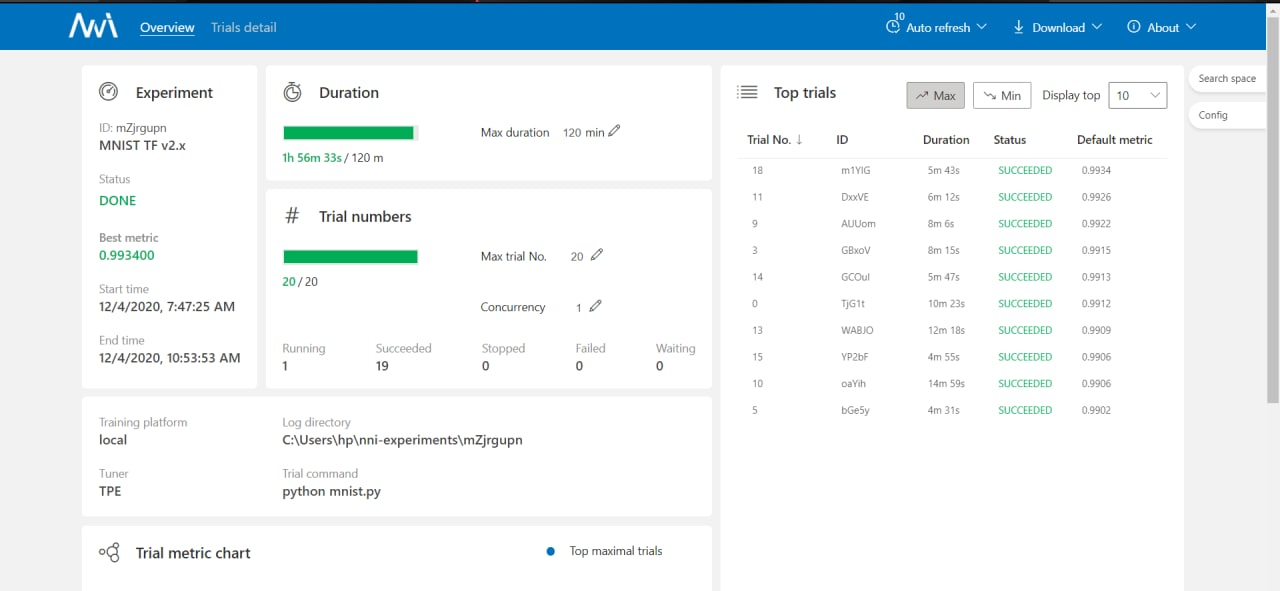 NNI Overview Trials detail 10 Auto refresh Download About
Experiment
ID: mZjrgupn
MNIST TF v2.x
Status
DONE
Best metric
0.993400
Start time
12/4/2020, 7:47:25 AM
End time
12/4/2020, 10:53:53 AM
Duration
Max duration 120 min
1h 56m 33s / 120 m
Trial numbers
Max trial No. 20
20 / 20
Concurrency 1
Running Succeeded Stopped Failed Waiting
1 19 0 0 0
Training platform
local
Log directory
C:\Users\hp\nni-experiments\mZjrgupn
Tuner
TPE
Trial command
python mnist.py
Trial metric chart
Top maximal trials
Top trials Max Min Display top 10
Trial No. ↓ ID Duration Status Default metric
18 m1YIG 5m 43s SUCCEEDED 0.9934
11 DxxVE 6m 12s SUCCEEDED 0.9926
9 AUUom 8m 6s SUCCEEDED 0.9922
3 GBxoV 8m 15s SUCCEEDED 0.9915
14 GCOul 5m 47s SUCCEEDED 0.9913
0 TjG1t 10m 23s SUCCEEDED 0.9912
13 WABJO 12m 18s SUCCEEDED 0.9909
15 YP2bF 4m 55s SUCCEEDED 0.9906
10 oaYih 14m 59s SUCCEEDED 0.9906
5 bGe5y 4m 31s SUCCEEDED 0.9902
Search space
Config